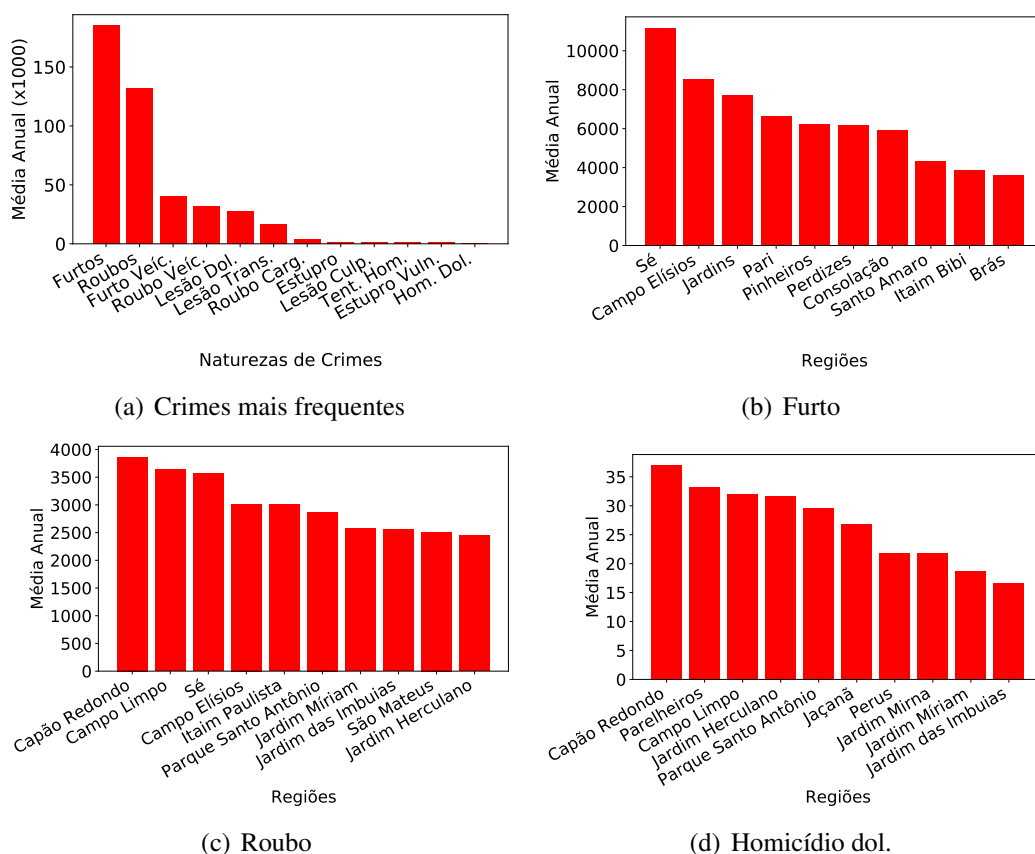 Média Anual (x1000)
150
100
50
0
Furtos
Roubos
Furto Veíc.
Roubo Veíc.
Lesão Dol.
Lesão Trans.
Roubo Carg.
Estupro
Lesão Culp.
Tent. Hom.
Estupro Vuln.
Hom. Dol.
Naturezas de Crimes
(a) Crimes mais frequentes
Média Anual
10000
8000
6000
4000
2000
0
Sé
Campo Elísios
Jardins
Pari
Pinheiros
Perdizes
Consolação
Santo Amaro
Itaim Bibi
Brás
Regiões
(b) Furto
Média Anual
4000
3500
3000
2500
2000
1500
1000
500
0
Capão Redondo
Campo Limpo
Sé
Campo Elísios
Itaim Paulista
Parque Santo Antônio
Jardim Míriam
Jardim das Imbuias
São Mateus
Jardim Herculano
Regiões
(c) Roubo
Média Anual
35
30
25
20
15
10
5
0
Capão Redondo
Parelheiros
Campo Limpo
Jardim Herculano
Parque Santo Antônio
Jaçanã
Perus
Jardim Mirna
Jardim Míriam
Jardim das Imbuias
Regiões
(d) Homicídio dol.